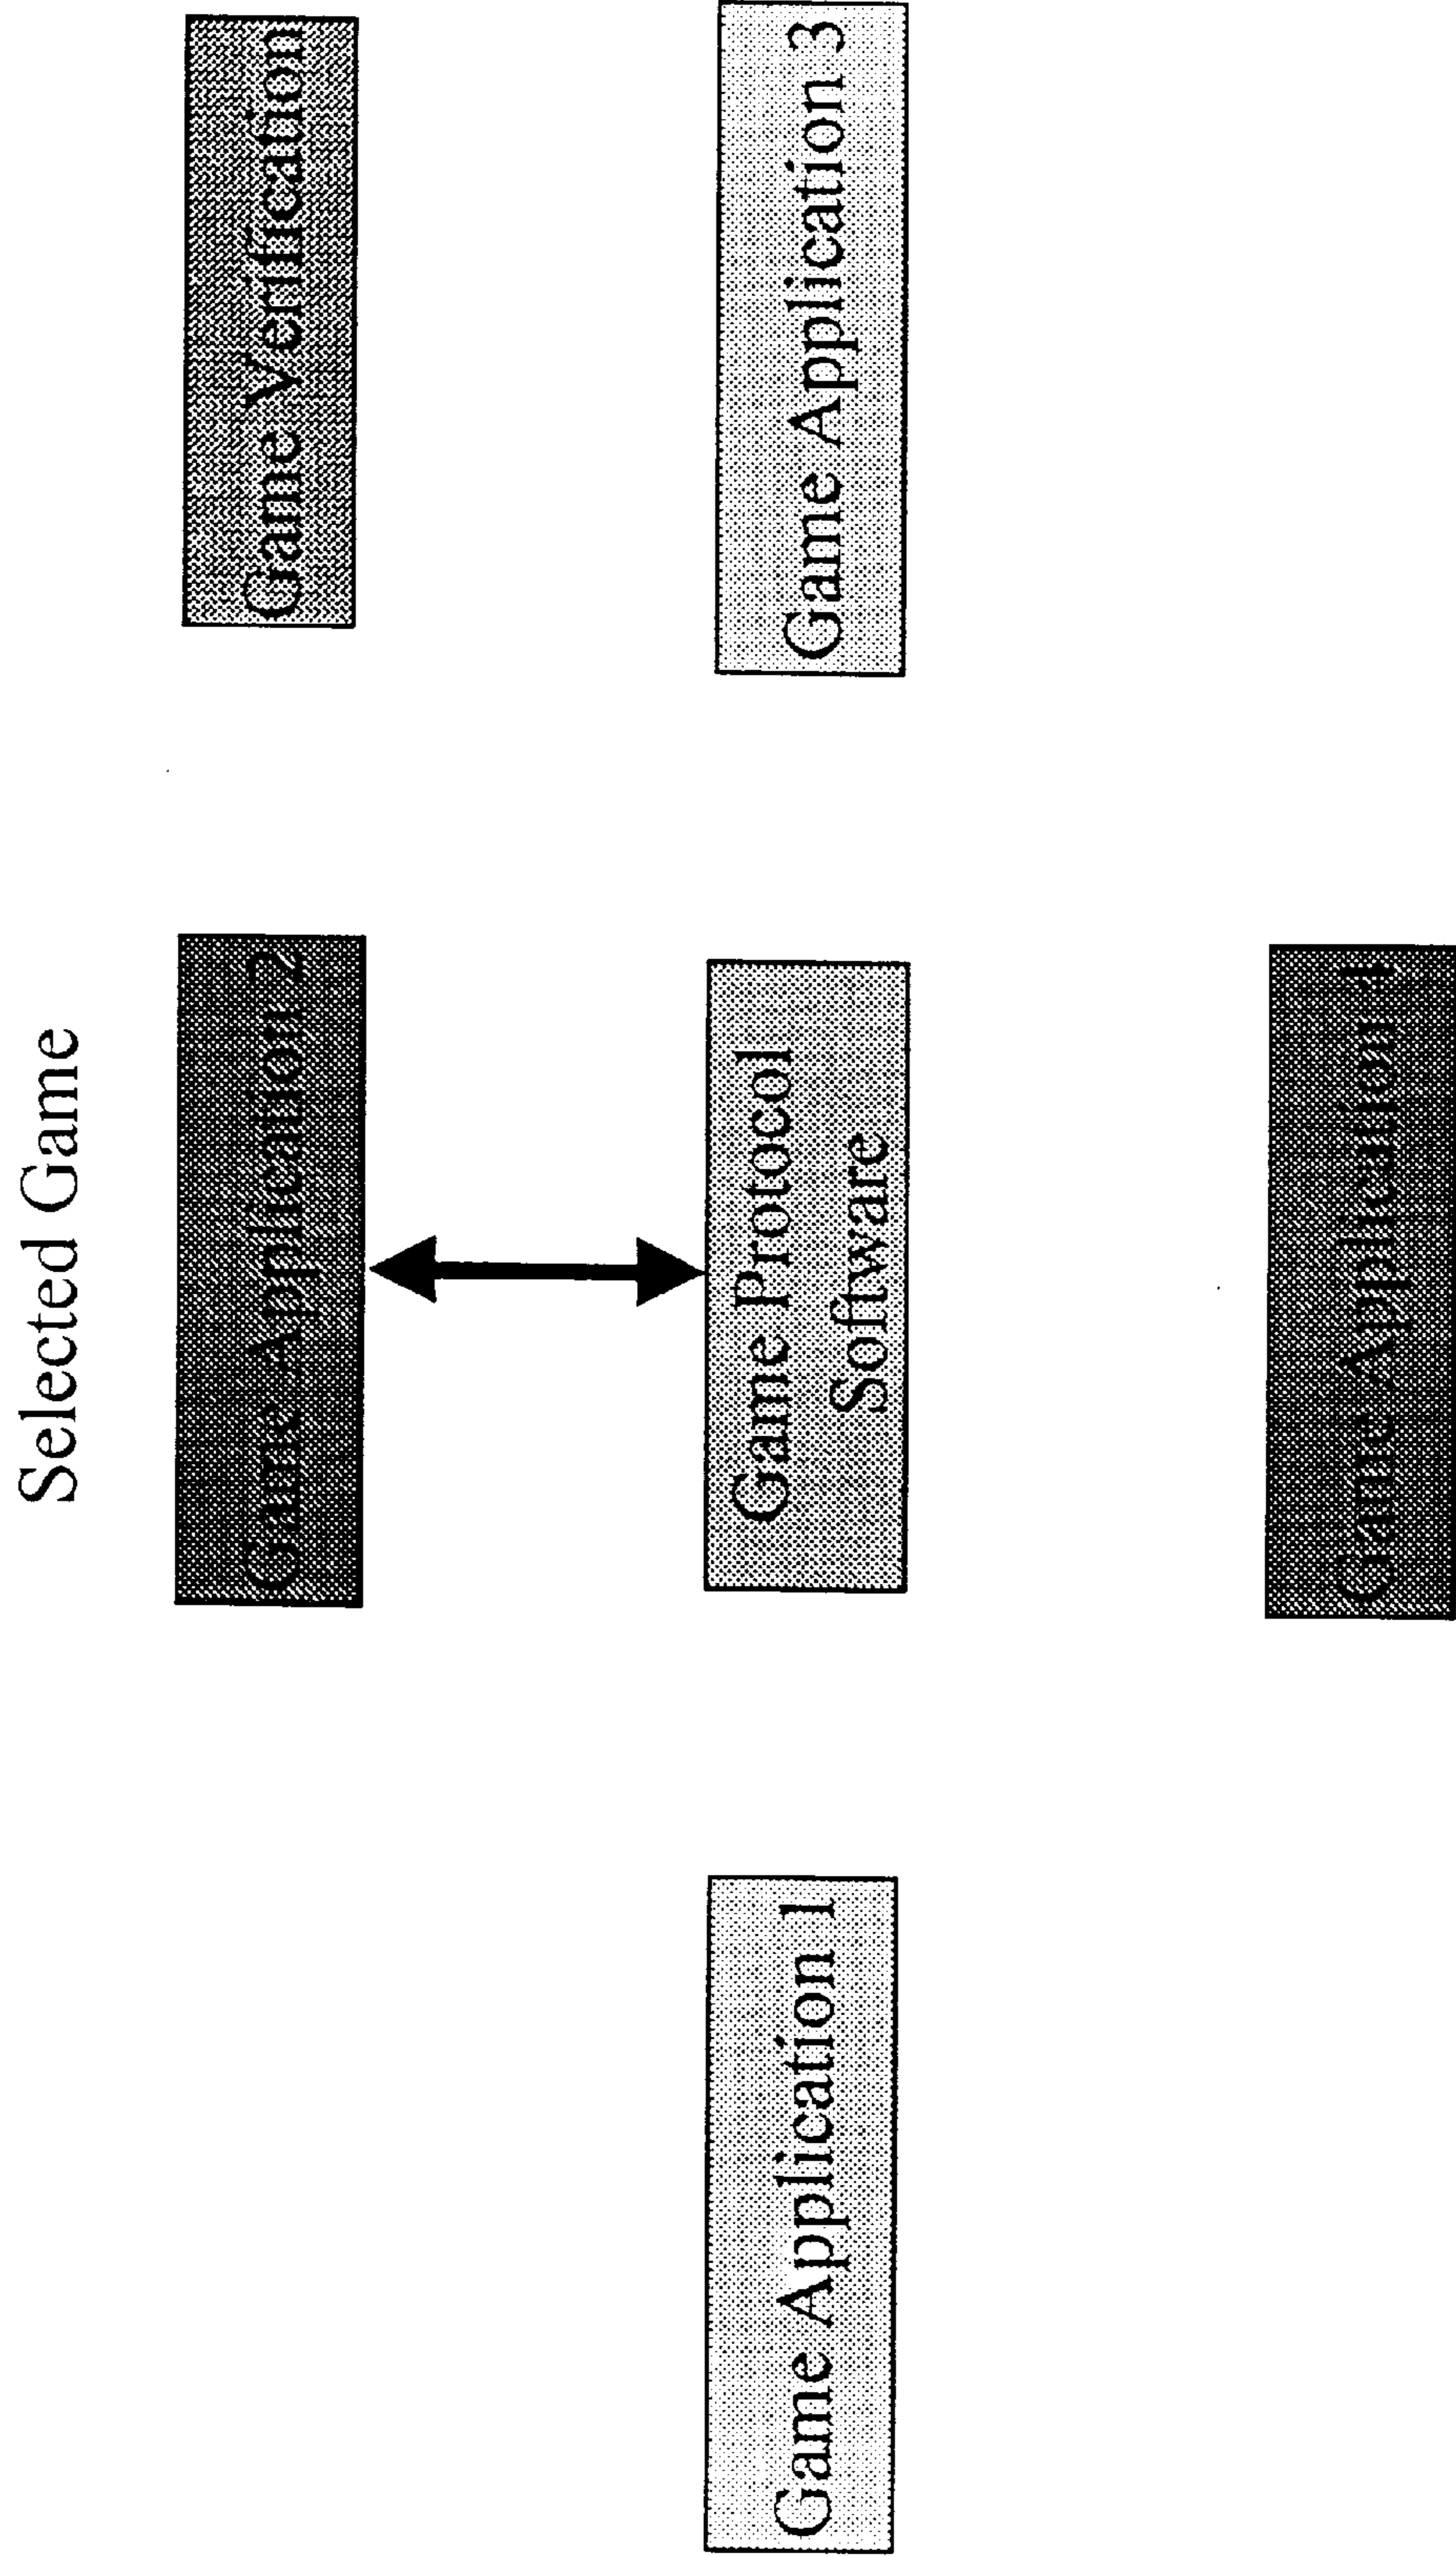 Selected Game
Game Application 2
Game Verification
Game Application 1
Game Protocol
Software
Game Application 3
Game Application 4